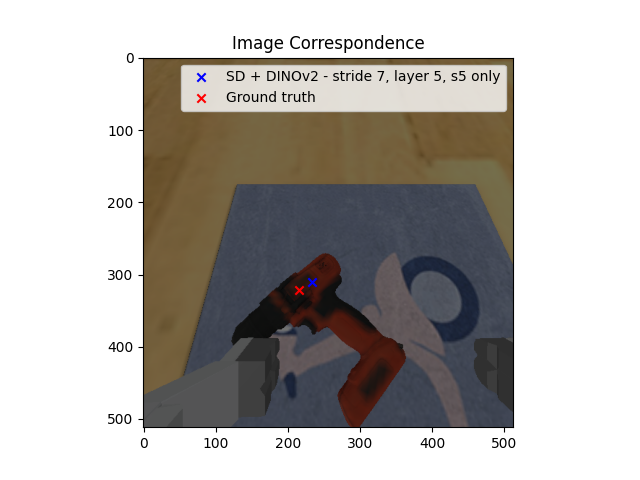 Image Correspondence
SD + DINOv2 - stride 7, layer 5, s5 only
Ground truth
0
100
200
300
400
500
0 100 200 300 400 500